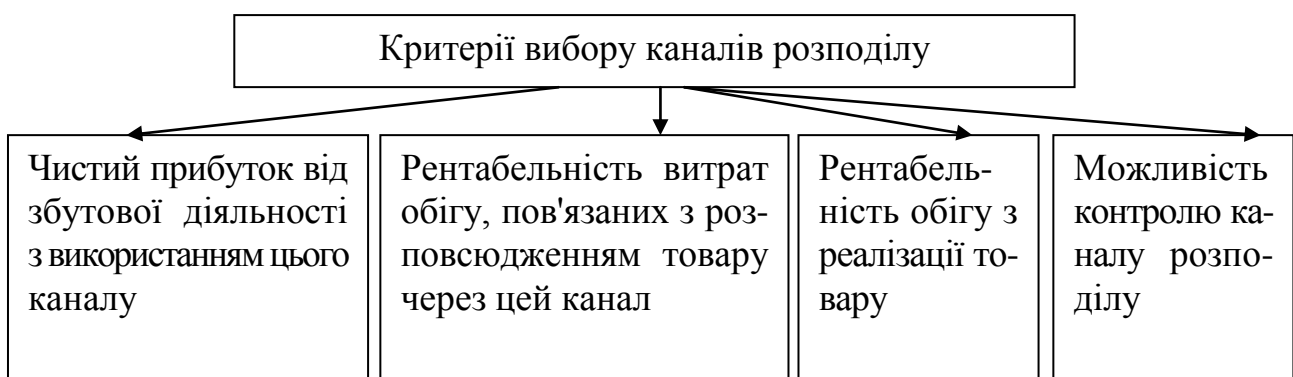 Критерії вибору каналів розподілу
Чистий прибуток від
збутової діяльності
з використанням цього
каналу
Рентабельність витрат
обігу, пов'язаних з роз-
повсюдженням товару
через цей канал
Рентабель-
ність обігу з
реалізації то-
вару
Можливість
контролю ка-
налу розпо-
ділу